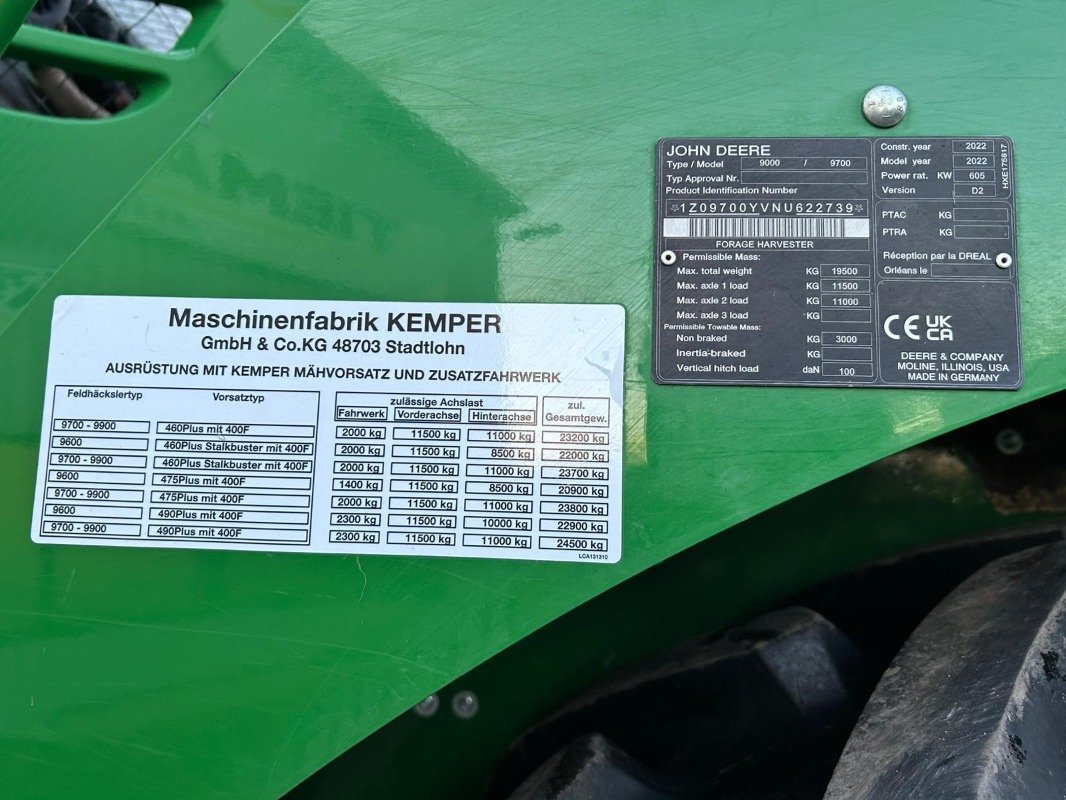 Maschinenfabrik KEMPER
GmbH & Co.KG 48703 Stadtlohn
AUSRÜSTUNG MIT KEMPER MÄHVORSATZ UND ZUSATZFAHRWERK
Feldhäckslertyp Vorsatztyp zulässige Achslast zul.
Fahrwerk Vorderachse Hinterachse Gesamtgew.
9700 - 9900 460Plus mit 400F 2000 kg 11500 kg 11000 kg 23200 kg
9600 460Plus Stalkbuster mit 400F 2000 kg 11500 kg 8500 kg 22000 kg
9700 - 9900 460Plus Stalkbuster mit 400F 2000 kg 11500 kg 11000 kg 23700 kg
9600 475Plus mit 400F 1400 kg 11500 kg 8500 kg 20900 kg
9700 - 9900 475Plus mit 400F 2000 kg 11500 kg 11000 kg 23800 kg
9600 490Plus mit 400F 2300 kg 11500 kg 10000 kg 22900 kg
9700 - 9900 490Plus mit 400F 2300 kg 11500 kg 11000 kg 24500 kg
LCA131310
JOHN DEERE
Type / Model 9000 / 9700
Typ Approval Nr.
Product Identification Number
*1Z09700YVNU622739*
FORAGE HARVESTER
Permissible Mass:
Max. total weight KG 19500
Max. axle 1 load KG 11500
Max. axle 2 load KG 11000
Max. axle 3 load KG
Permissible Towable Mass:
Non braked KG 3000
Inertia-braked KG
Vertical hitch load daN 100
Constr. year 2022
Model year 2022
Power rat. KW 605
Version D2
HXE175817
PTAC KG
PTRA KG
Réception par la DREAL
Orléans le
CE UK
CA
DEERE & COMPANY
MOLINE, ILLINOIS, USA
MADE IN GERMANY